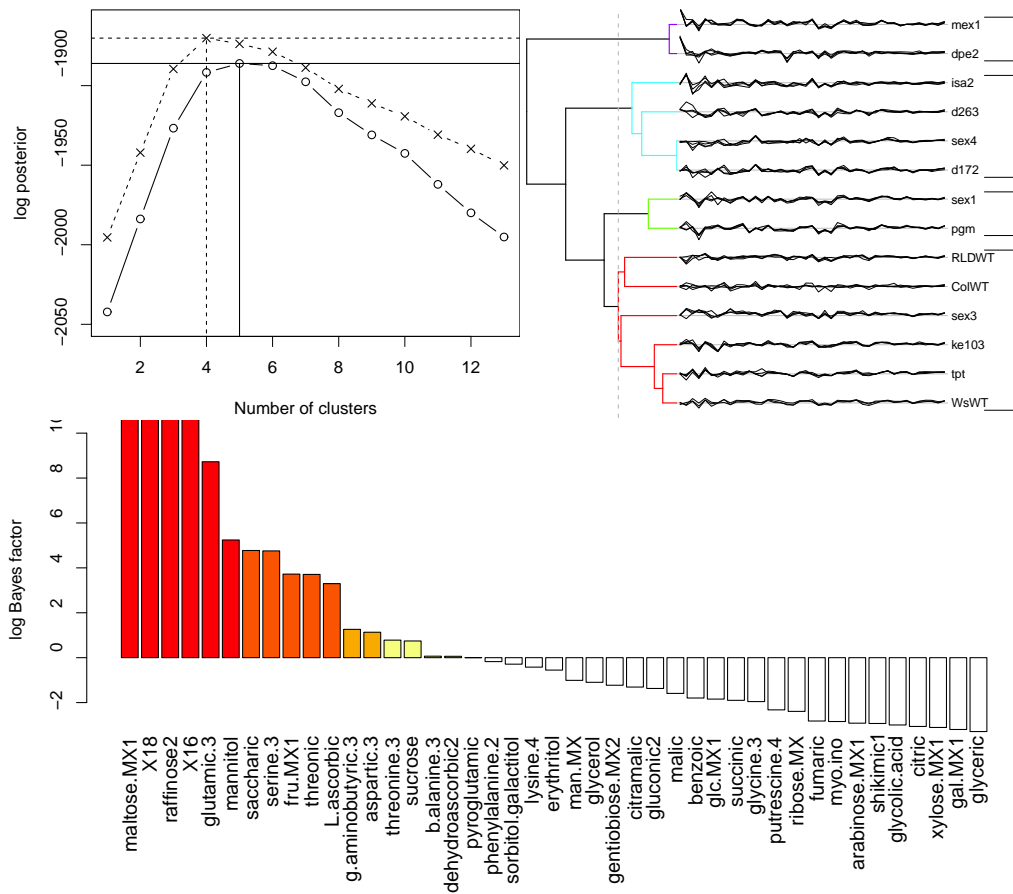 log posterior
−1900
−1950
−2000
−2050
2 4 6 8 10 12
Number of clusters
mex1
dpe2
isa2
d263
sex4
d172
sex1
pgm
RLDWT
ColWT
sex3
ke103
tpt
WsWT
log Bayes factor
10
8
6
4
2
0
−2
maltose.MX1
X18
raffinose2
X16
glutamic.3
mannitol
saccharic
serine.3
fru.MX1
threonic
L.ascorbic
g.aminobutyric.3
aspartic.3
threonine.3
sucrose
b.alanine.3
dehydroascorbic2
pyroglutamic
phenylalanine.2
sorbitol.galactitol
lysine.4
erythritol
man.MX
glycerol
gentiobiose.MX2
citramalic
gluconic2
malic
benzoic
glc.MX1
succinic
glycine.3
putrescine.4
ribose.MX
fumaric
myo.ino
arabinose.MX1
shikimic1
glycolic.acid
citric
xylose.MX1
gal.MX1
glyceric